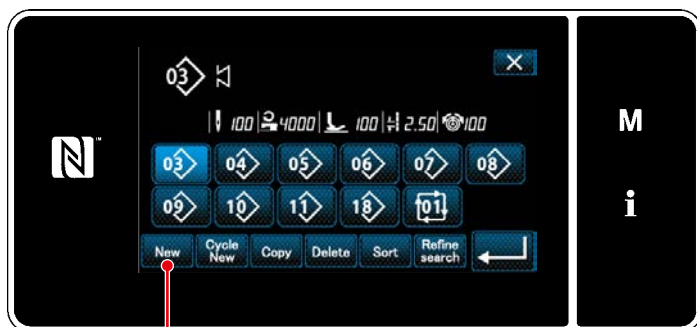 03
100 4000 100 2.50 100
03 04 05 06 07 08
09 10 11 18 01
New Cycle New Copy Delete Sort Refine search
M
i
N